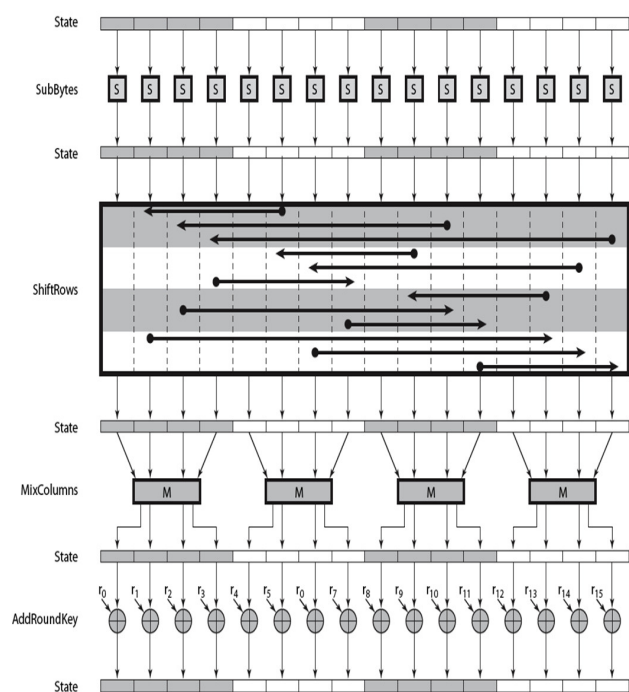 State
SubBytes
S S S S S S S S S S S S S S S S
State
ShiftRows
State
MixColumns
M M M M
State
r0 r1 r2 r3 r4 r5 r0 r7 r8 r9 r10 r11 r12 r13 r14 r15
AddRoundKey
State